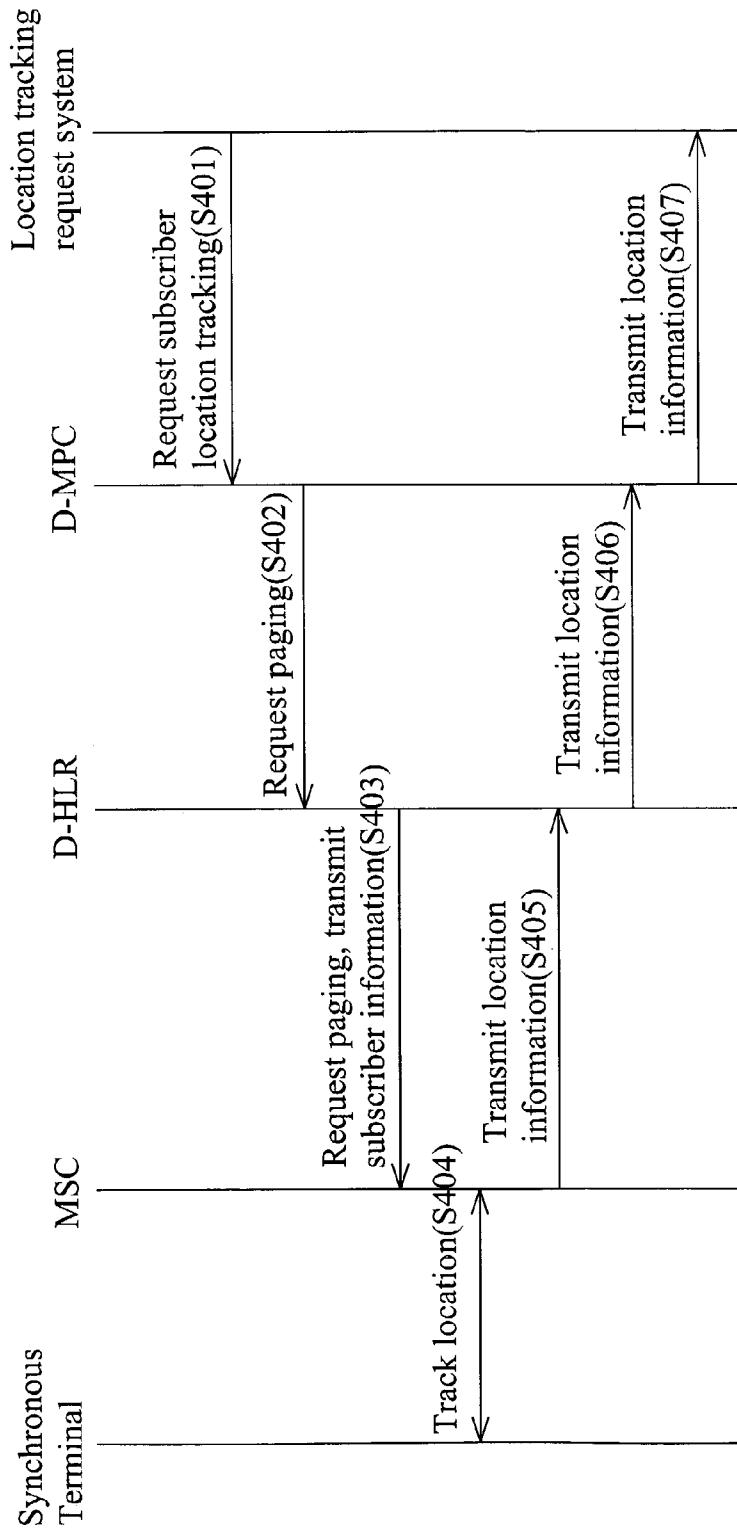 Synchronous
Terminal
MSC
D-HLR
D-MPC
Location tracking
request system
Request subscriber
location tracking(S401)
Request paging(S402)
Request paging, transmit
subscriber information(S403)
Track location(S404)
Transmit location
information(S405)
Transmit location
information(S406)
Transmit location
information(S407)